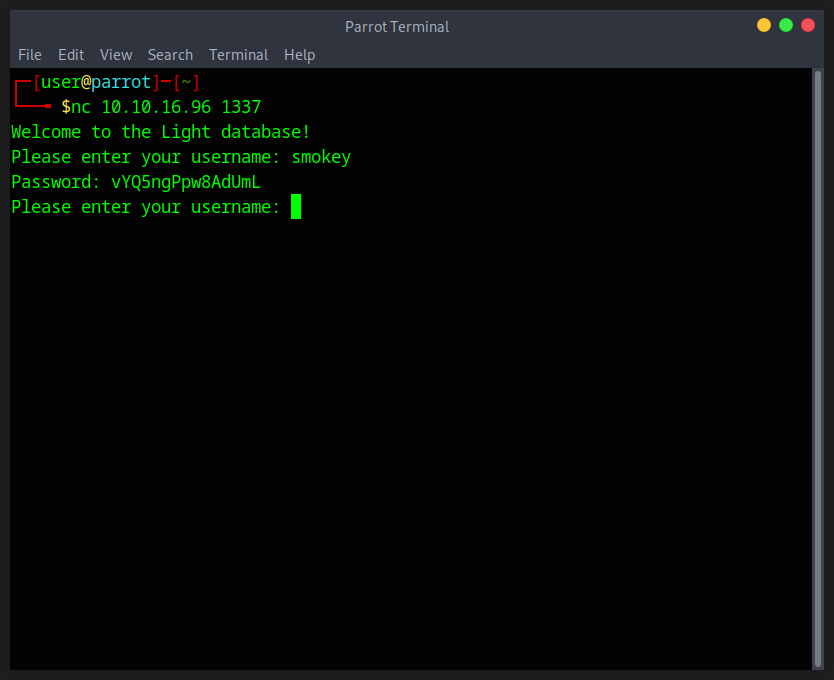 Parrot Terminal
File Edit View Search Terminal Help
[user@parrot]─[~]
$nc 10.10.16.96 1337
Welcome to the Light database!
Please enter your username: smokey
Password: vYQ5ngPpw8AdUmL
Please enter your username: